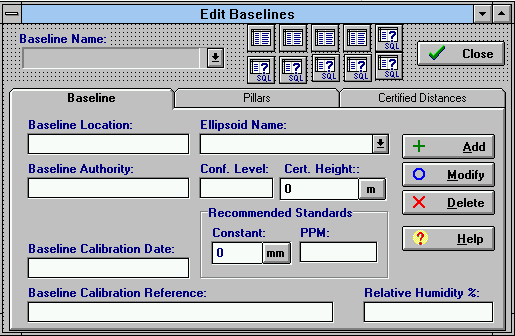 Edit Baselines
Baseline Name:
SQL
SQL SQL SQL SQL SQL
Close
Baseline Pillars Certified Distances
Baseline Location: Ellipsoid Name:
Add
Baseline Authority: Conf. Level: Cert. Height::
0 m
Modify
Delete
Recommended Standards
Constant: PPM:
0 mm
Help
Baseline Calibration Date:
Baseline Calibration Reference: Relative Humidity %: